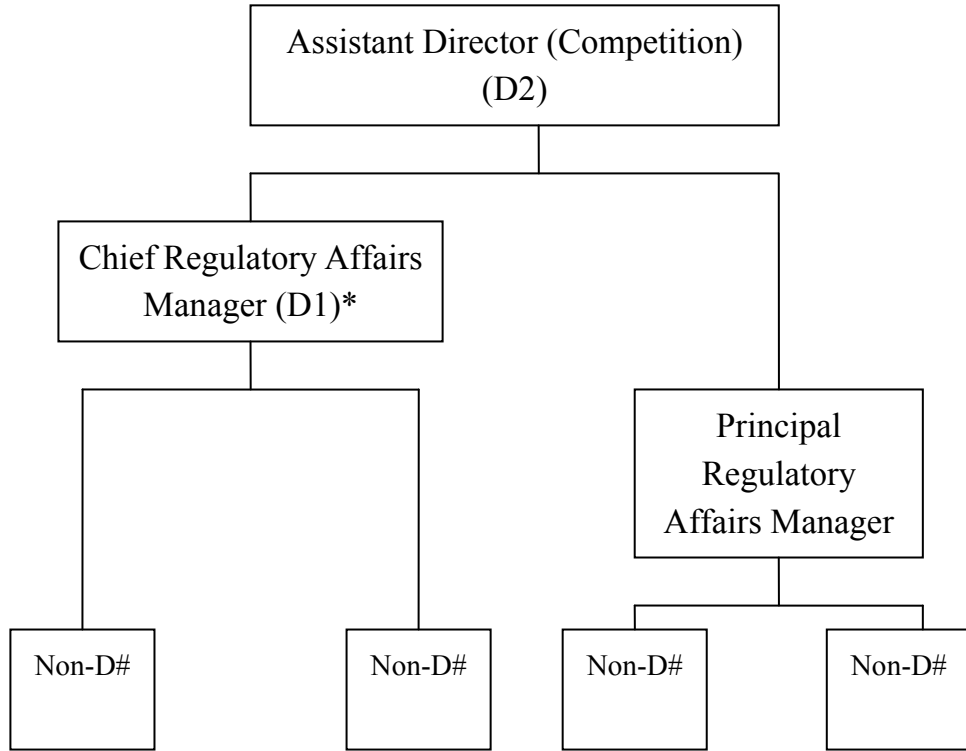 Assistant Director (Competition)
(D2)
Chief Regulatory Affairs
Manager (D1)*
Principal
Regulatory
Affairs Manager
Non-D#
Non-D#
Non-D#
Non-D#